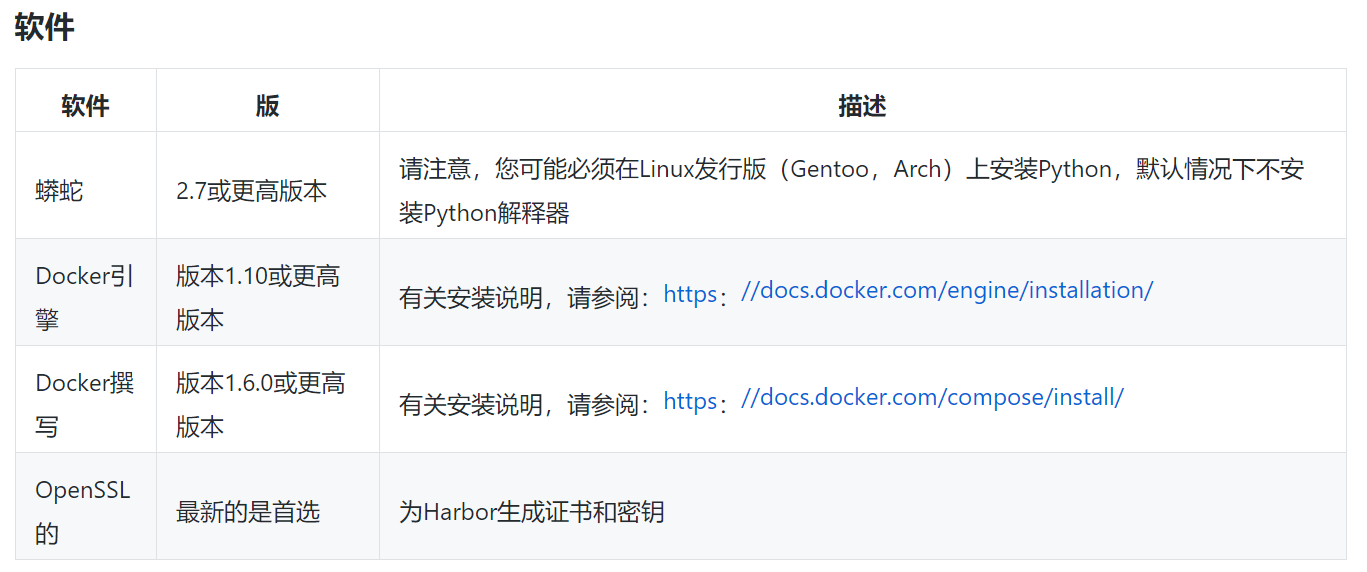 软件
软件
版
描述
蟒蛇
2.7或更高版本
请注意，您可能必须在Linux发行版（Gentoo，Arch）上安装Python，默认情况下不安
装Python解释器
Docker引
擎
版本1.10或更高
版本
有关安装说明，请参阅：https：//docs.docker.com/engine/installation/
Docker撰
写
版本1.6.0或更高
版本
有关安装说明，请参阅：https：//docs.docker.com/compose/install/
OpenSSL
的
最新的是首选
为Harbor生成证书和密钥